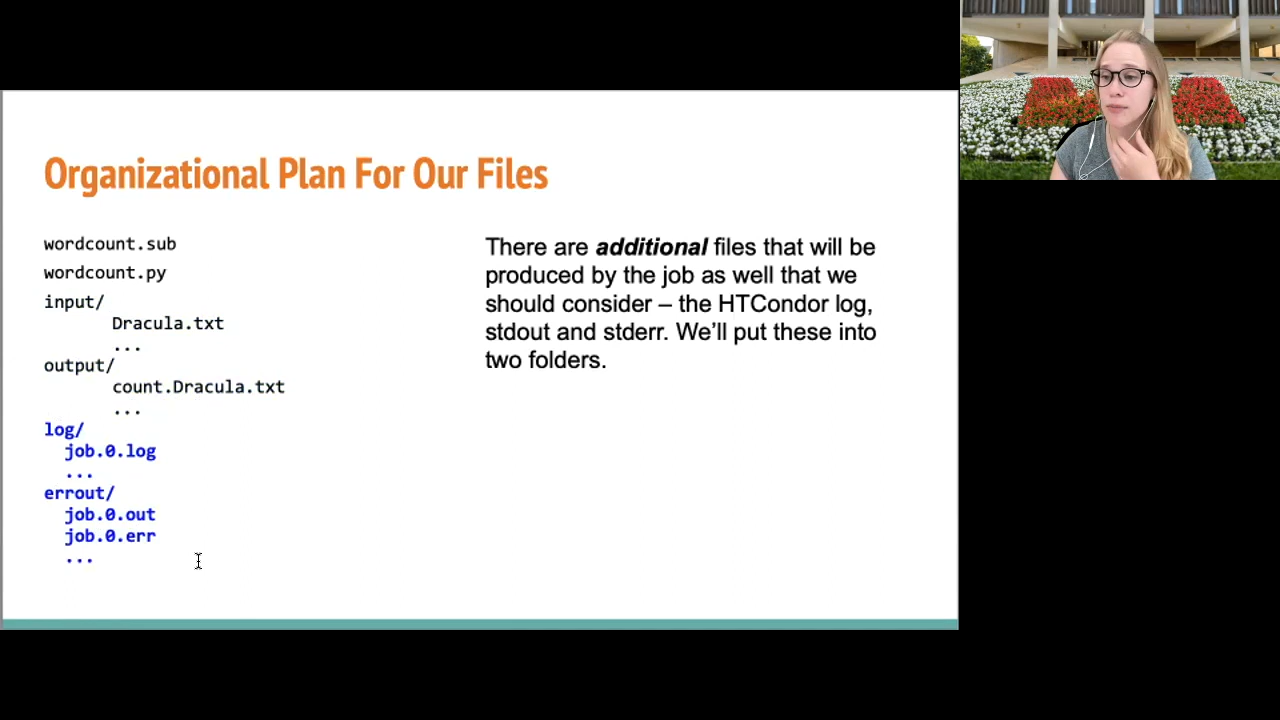 Organizational Plan For Our Files
wordcount.sub
wordcount.py
input/
Dracula.txt
...
output/
count.Dracula.txt
...
log/
job.0.log
...
errout/
job.0.out
job.0.err
...
There are additional files that will be
produced by the job as well that we
should consider – the HTCondor log,
stdout and stderr. We’ll put these into
two folders.